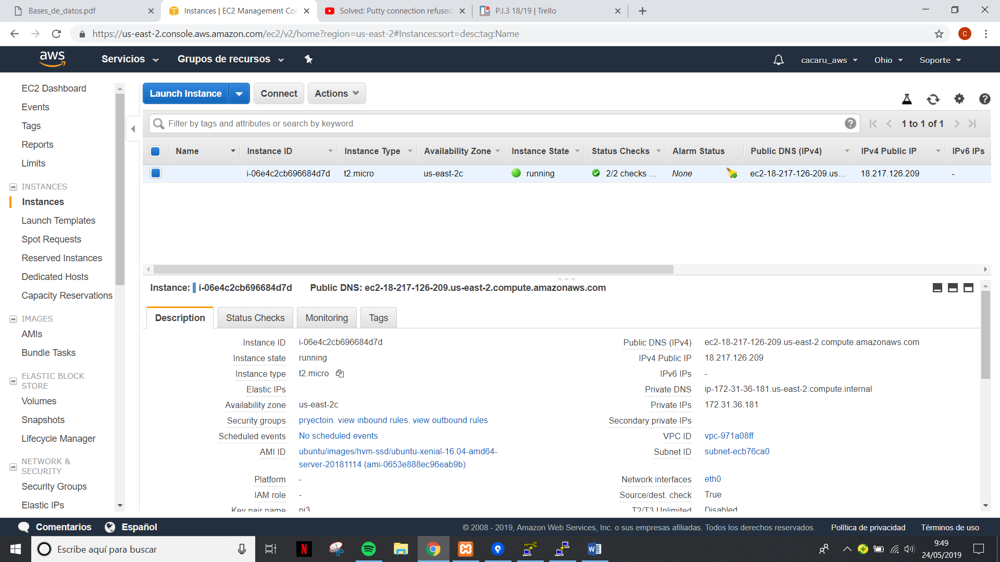 Bases_de_datos.pdf
Instances | EC2 Management Con
Solved: Putty connection refused
P.I.3 18/19 | Trello
https://us-east-2.console.aws.amazon.com/ec2/v2/home?region=us-east-2#Instances:sort=desc:tag:Name
C
aws
Servicios
Grupos de recursos
cacaru_aws
Ohio
Soporte
EC2 Dashboard
Events
Tags
Reports
Limits
INSTANCES
Instances
Launch Templates
Spot Requests
Reserved Instances
Dedicated Hosts
Capacity Reservations
IMAGES
AMIs
Bundle Tasks
ELASTIC BLOCK
STORE
Volumes
Snapshots
Lifecycle Manager
NETWORK &
SECURITY
Security Groups
Elastic IPs
Launch Instance
Connect
Actions
Filter by tags and attributes or search by keyword
1 to 1 of 1
Name Instance ID Instance Type Availability Zone Instance State Status Checks Alarm Status Public DNS (IPv4) IPv4 Public IP IPv6 IPs
i-06e4c2cb696684d7d t2.micro us-east-2c running 2/2 checks ... None ec2-18-217-126-209.us... 18.217.126.209 -
Instance: i-06e4c2cb696684d7d Public DNS: ec2-18-217-126-209.us-east-2.compute.amazonaws.com
Description Status Checks Monitoring Tags
Instance ID i-06e4c2cb696684d7d
Instance state running
Instance type t2.micro
Elastic IPs
Availability zone us-east-2c
Security groups pryectoin. view inbound rules. view outbound rules
Scheduled events No scheduled events
AMI ID ubuntu/images/hvm-ssd/ubuntu-xenial-16.04-amd64-
server-20181114 (ami-0653e888ec96eab9b)
Platform -
IAM role -
Key pair name pi3
Public DNS (IPv4) ec2-18-217-126-209.us-east-2.compute.amazonaws.com
IPv4 Public IP 18.217.126.209
IPv6 IPs -
Private DNS ip-172-31-36-181.us-east-2.compute.internal
Private IPs 172.31.36.181
Secondary private IPs
VPC ID vpc-971a08ff
Subnet ID subnet-ecb76ca0
Network interfaces eth0
Source/dest. check True
T2/T3 Unlimited Disabled
Comentarios
Español
© 2008 - 2019, Amazon Web Services, Inc. o sus empresas afiliadas. Todos los derechos reservados.
Política de privacidad
Términos de uso
Escribe aquí para buscar
9:49
24/05/2019